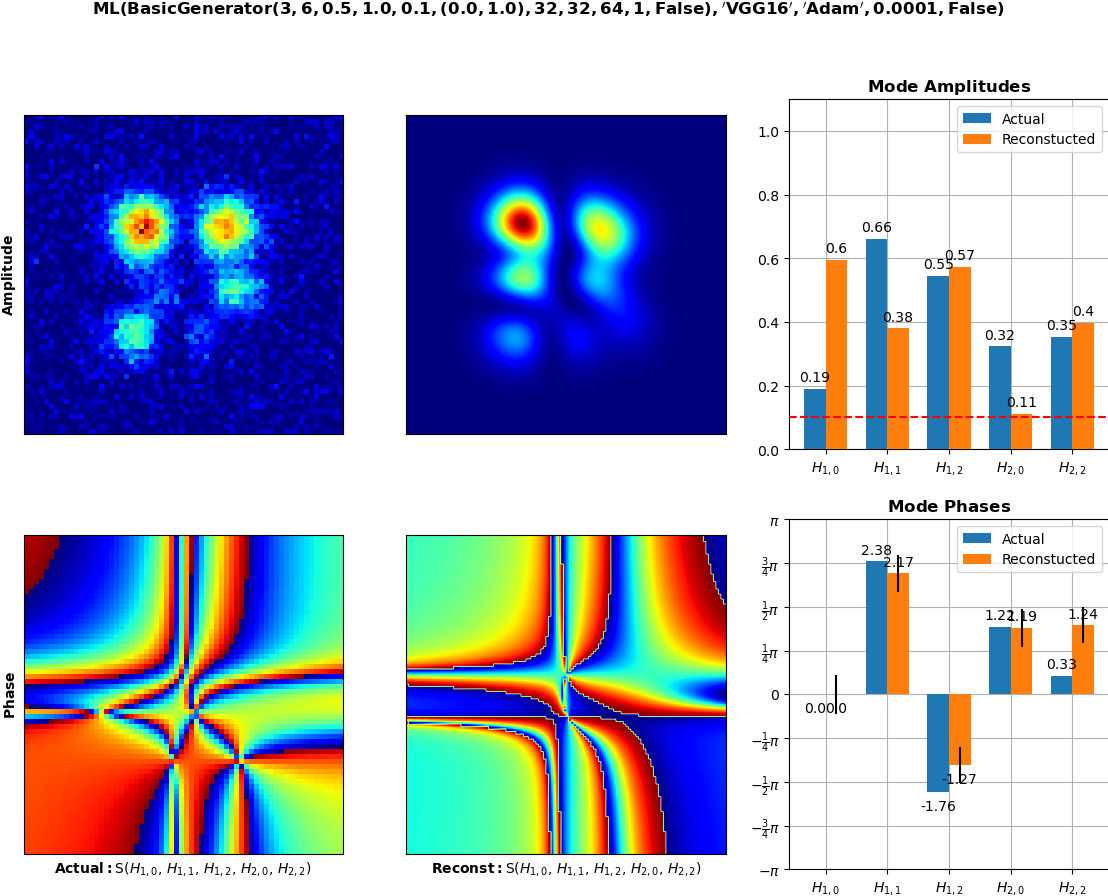 ML(BasicGenerator(3, 6, 0.5, 1.0, 0.1, (0.0, 1.0), 32, 32, 64, 1, False), ′VGG16′, ′Adam′, 0.0001, False)
Amplitude
Mode Amplitudes
Actual
Reconstucted
1.0
0.8
0.6
0.4
0.2
0.0
0.19
0.6
0.66
0.38
0.55
0.57
0.32
0.11
0.35
0.4
H1,0
H1,1
H1,2
H2,0
H2,2
Phase
Actual: S(H1,0, H1,1, H1,2, H2,0, H2,2)
Reconst: S(H1,0, H1,1, H1,2, H2,0, H2,2)
Mode Phases
Actual
Reconstucted
π
3/4π
1/2π
1/4π
0
−1/4π
−1/2π
−3/4π
−π
2.38
2.17
-1.76
-1.27
1.19
0.33
1.24
H1,0
H1,1
H1,2
H2,0
H2,2